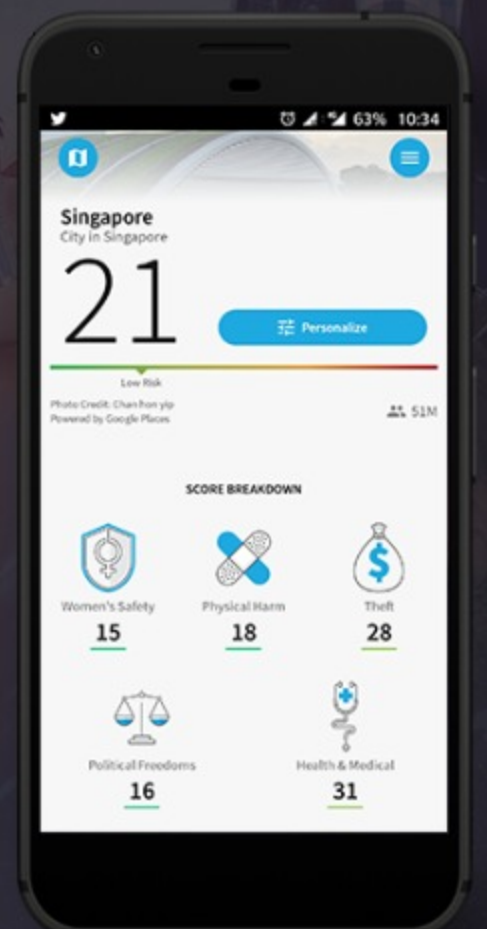 63% 10:34
Singapore
City in Singapore
21
Personalize
Low Risk
Photo Credit: Chan hon yip
Powered by Google Places
51M
SCORE BREAKDOWN
Women's Safety
15
Physical Harm
18
Theft
28
Political Freedoms
16
Health & Medical
31